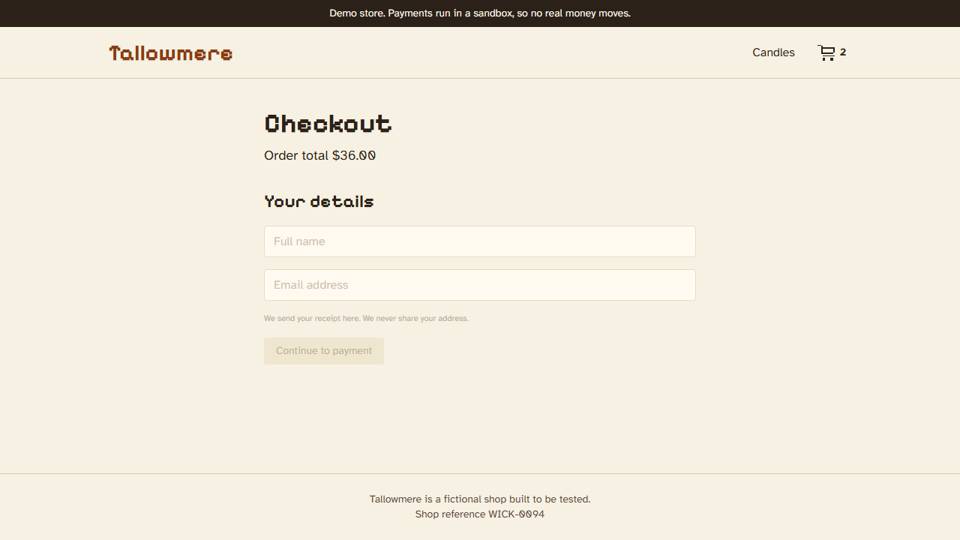 Demo store. Payments run in a sandbox, so no real money moves.
Tallowmere
Candles
2
Checkout
Order total $36.00
Your details
Full name
Email address
We send your receipt here. We never share your address.
Continue to payment
Tallowmere is a fictional shop built to be tested.
Shop reference WICK-0094